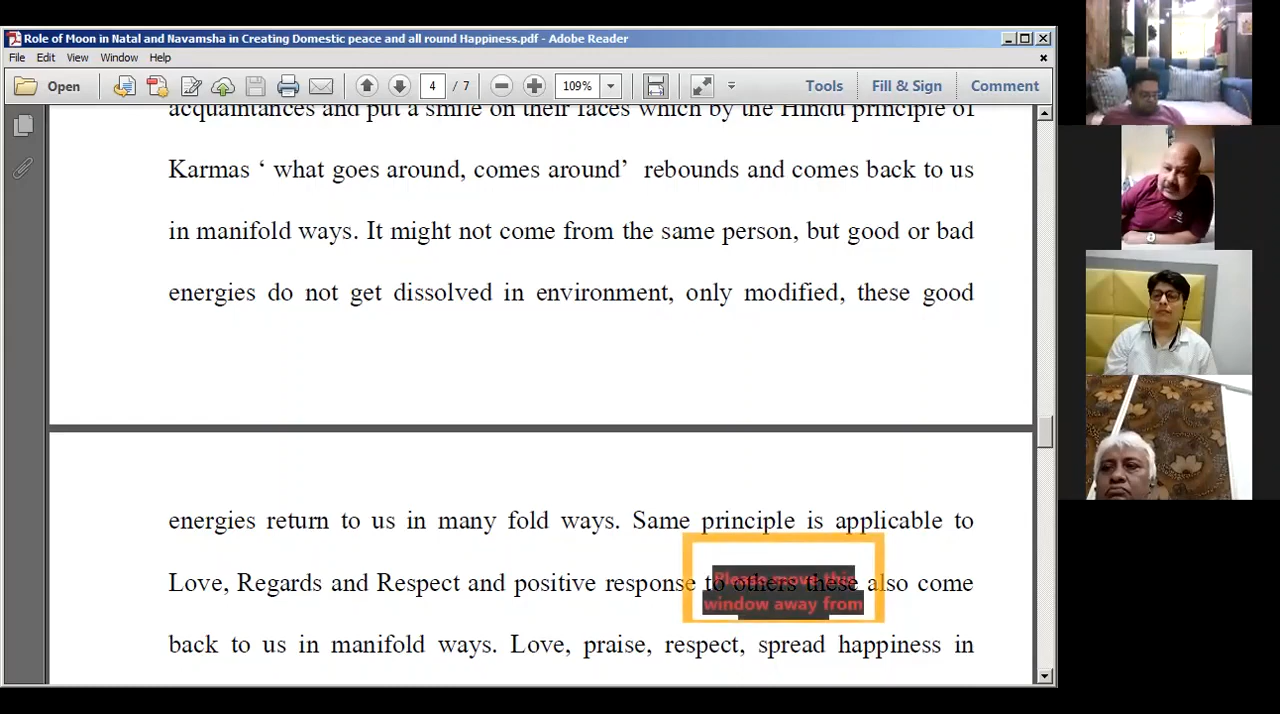 Role of Moon in Natal and Navamsha in Creating Domestic peace and all round Happiness.pdf - Adobe Reader
File Edit View Window Help
Open 4 / 7 109% Tools Fill & Sign Comment
acquaintances and put a smile on their faces which by the Hindu principle of
Karmas ‘ what goes around, comes around’ rebounds and comes back to us
in manifold ways. It might not come from the same person, but good or bad
energies do not get dissolved in environment, only modified, these good
energies return to us in many fold ways. Same principle is applicable to
Love, Regards and Respect and positive response to others these also come
Please move this
window away from
back to us in manifold ways. Love, praise, respect, spread happiness in